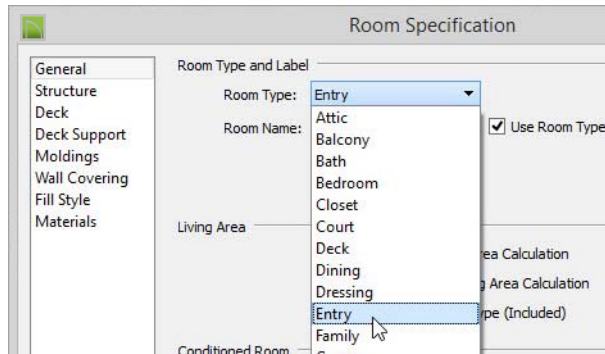 Room Specification
General
Structure
Deck
Deck Support
Moldings
Wall Covering
Fill Style
Materials
Room Type and Label
Room Type: Entry
Room Name:
Use Room Type
Attic
Balcony
Bath
Bedroom
Closet
Court
Deck
Dining
Dressing
Entry
Family
Living Area
Calculation
Area Calculation
(Included)
Conditioned Room